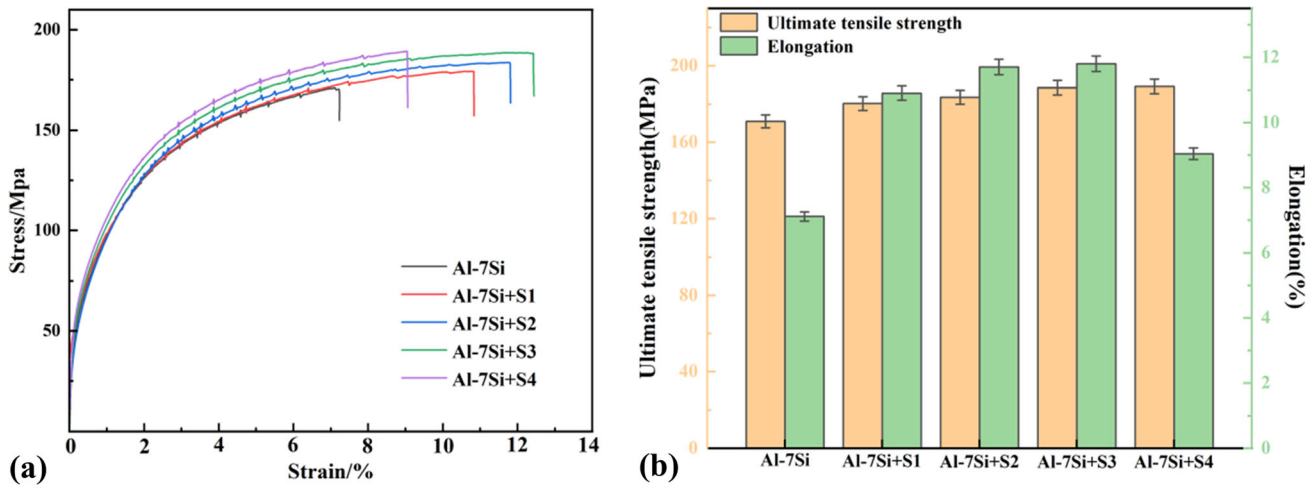 200
150
100
50
Stress/Mpa
Al-7Si
Al-7Si+S1
Al-7Si+S2
Al-7Si+S3
Al-7Si+S4
0 2 4 6 8 10 12 14
Strain/%
(a)
Ultimate tensile strength
Elongation
200
160
120
80
40
0
Ultimate tensile strength(MPa)
12
10
8
6
4
2
0
Elongation(%)
Al-7Si Al-7Si+S1 Al-7Si+S2 Al-7Si+S3 Al-7Si+S4
(b)